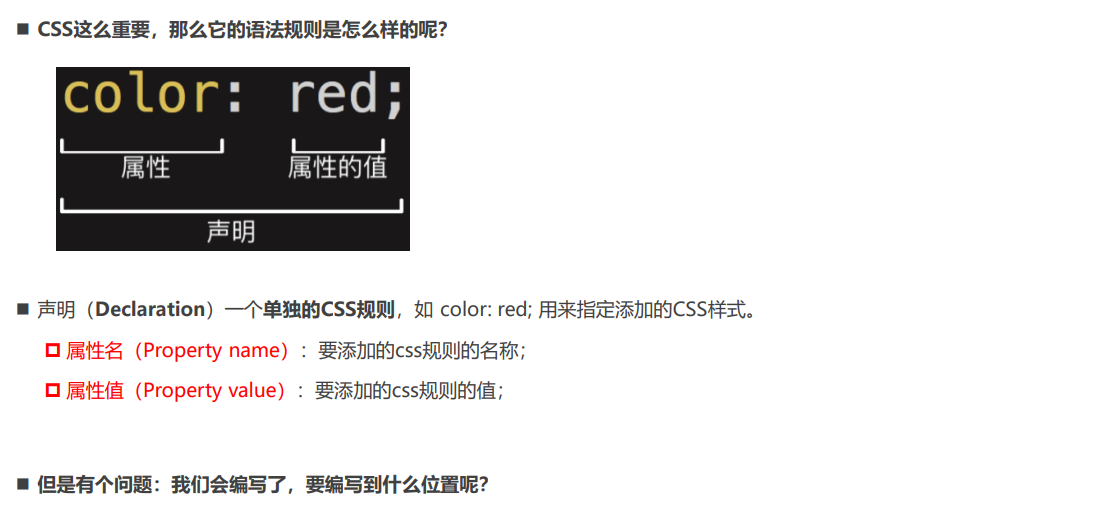 ■ CSS这么重要，那么它的语法规则是怎么样的呢？
color: red;
属性 属性的值
声明
■ 声明（Declaration）一个单独的CSS规则，如 color: red; 用来指定添加的CSS样式。
属性名（Property name）：要添加的css规则的名称；
属性值（Property value）：要添加的css规则的值；
■ 但是有个问题：我们会编写了，要编写到什么位置呢？